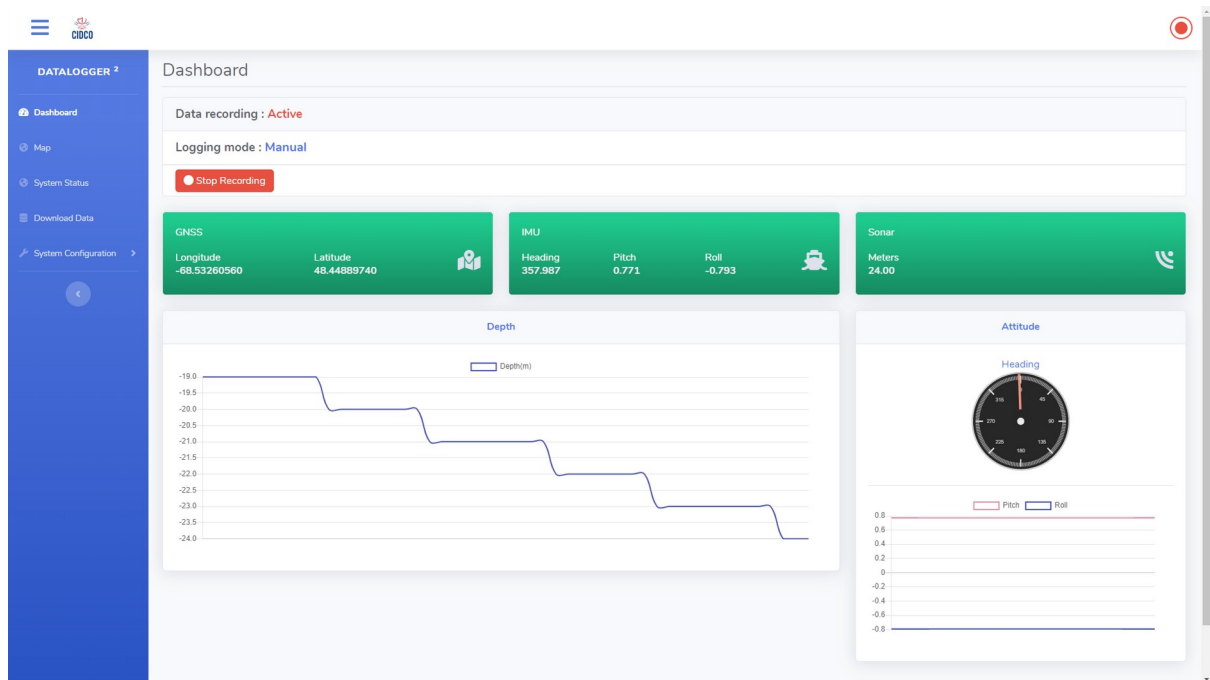 CIDCO
DATALOGGER 2
Dashboard
Map
System Status
Download Data
System Configuration
Dashboard
Data recording : Active
Logging mode : Manual
Stop Recording
GNSS
Longitude Latitude
-68.53260560 48.44889740
IMU
Heading Pitch Roll
357.987 0.771 -0.793
Sonar
Meters
24.00
Depth
Depth(m)
-19.0
-19.5
-20.0
-20.5
-21.0
-21.5
-22.0
-22.5
-23.0
-23.5
-24.0
Attitude
Heading
315 45
270 90
225 135
180
Pitch Roll
0.8
0.6
0.4
0.2
0
-0.2
-0.4
-0.6
-0.8